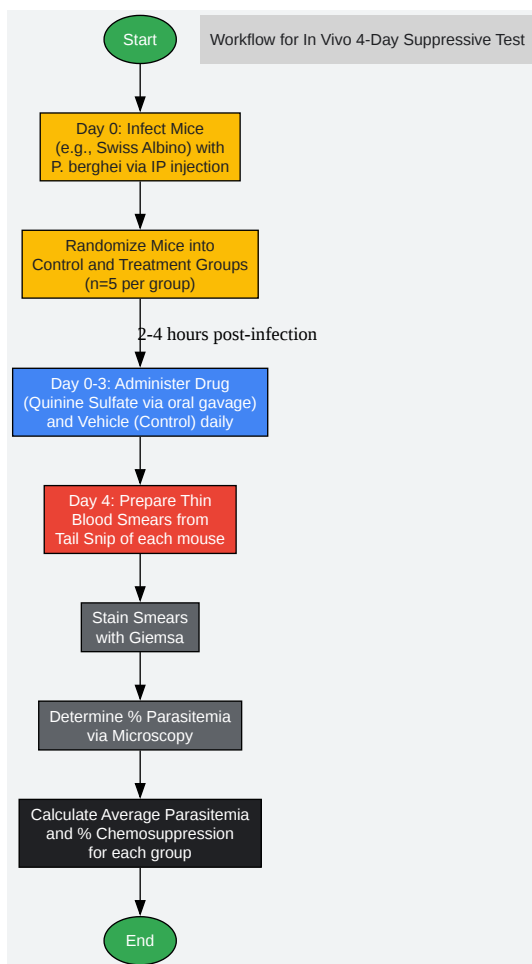 Start
Workflow for In Vivo 4-Day Suppressive Test
Day 0: Infect Mice
(e.g., Swiss Albino) with
P. berghei via IP injection
Randomize Mice into
Control and Treatment Groups
(n=5 per group)
2-4 hours post-infection
Day 0-3: Administer Drug
(Quinine Sulfate via oral gavage)
and Vehicle (Control) daily
Day 4: Prepare Thin
Blood Smears from
Tail Snip of each mouse
Stain Smears
with Giemsa
Determine % Parasitemia
via Microscopy
Calculate Average Parasitemia
and % Chemosuppression
for each group
End